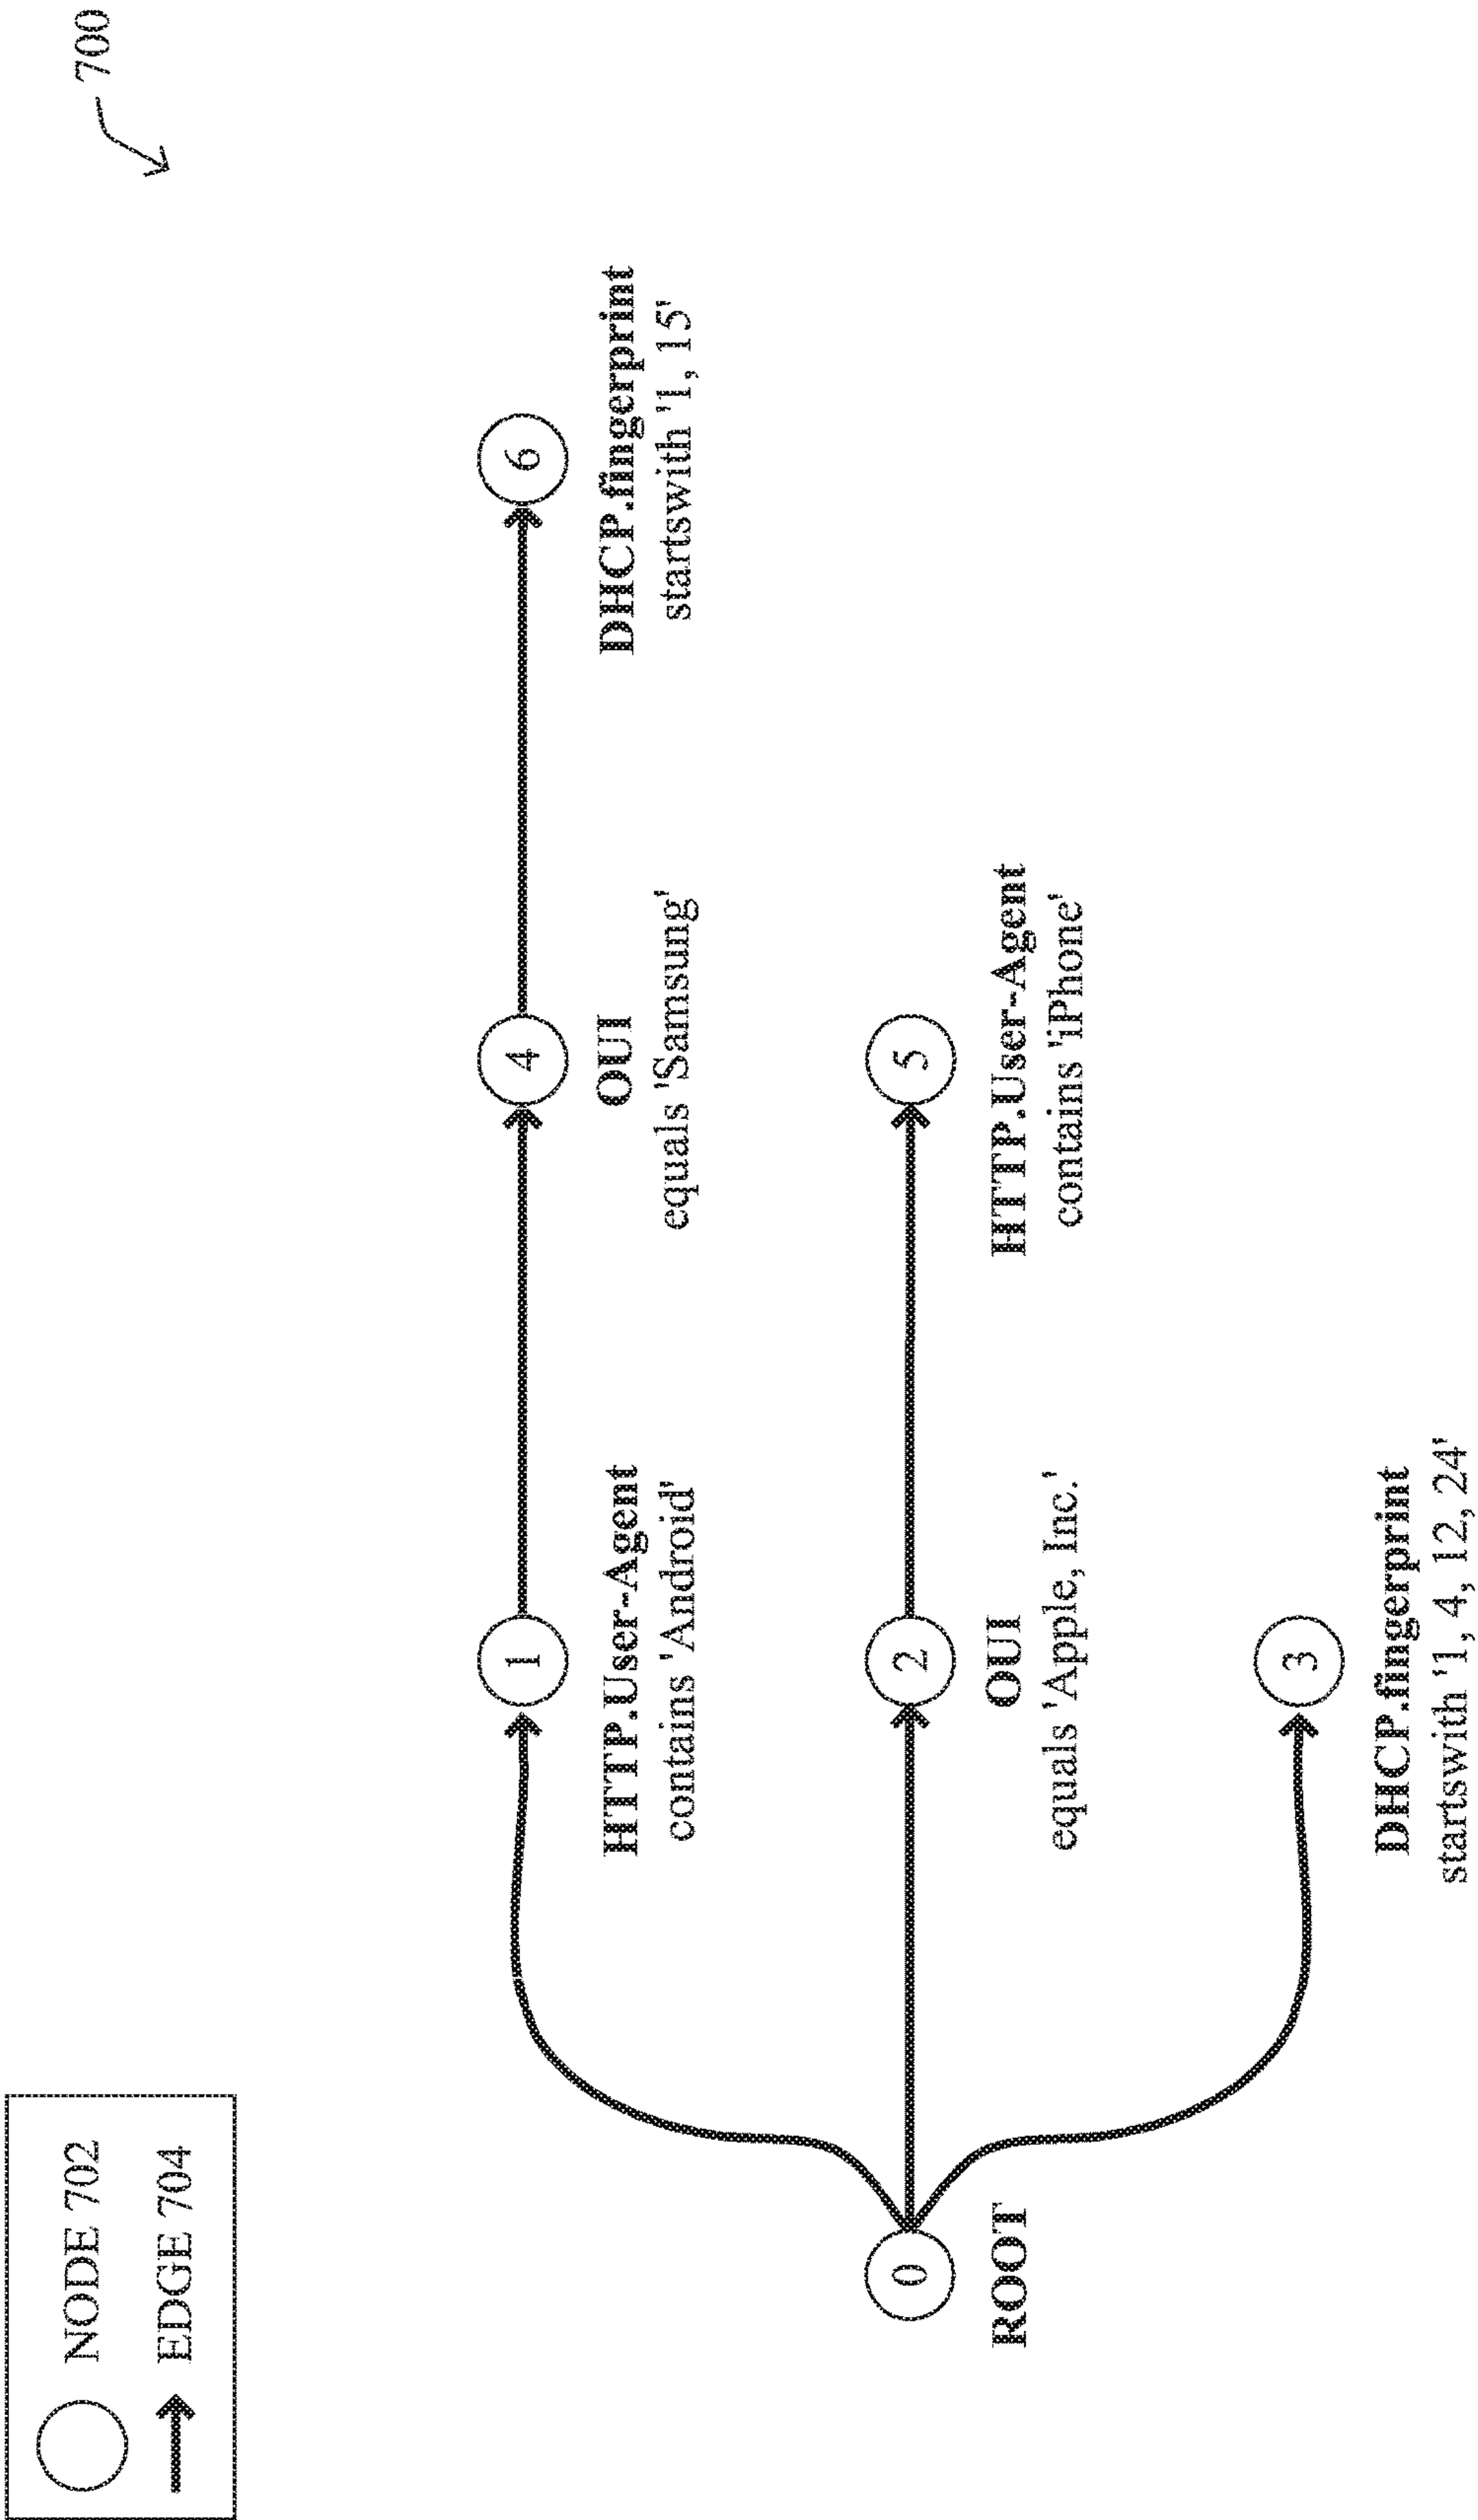 NODE 702
EDGE 704
700
1
HTTP.User-Agent
contains 'Android'
4
OUI
equals 'Samsung'
6
DHCP.fingerprint
startswith '1, 15'
0
ROOT
2
OUI
equals 'Apple, Inc.'
5
HTTP.User-Agent
contains 'iPhone'
3
DHCP.fingerprint
startswith '1, 4, 12, 24'